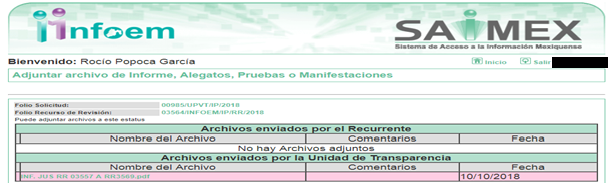 infoem
SAIMEX
Sistema de Acceso a la Información Mexiquense
Bienvenido: Rocío Popoca García
Inicio
Salir
Adjuntar archivo de Informe, Alegatos, Pruebas o Manifestaciones
Folio Solicitud: 00985/UPVT/IP/2018
Folio Recurso de Revisión: 03564/INFOEM/IP/RR/2018
Puede adjuntar archivos a este estatus
Archivos enviados por el Recurrente
Nombre del Archivo Comentarios Fecha
No hay Archivos adjuntos
Archivos enviados por la Unidad de Transparencia
Nombre del Archivo Comentarios Fecha
INF. JUS RR 03557 A RR3569.pdf 10/10/2018